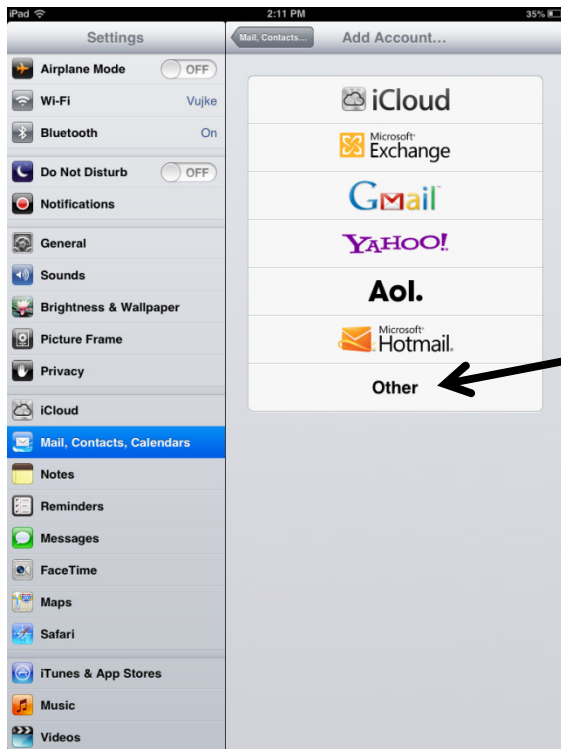 iPad 2:11 PM 35%
Settings
Airplane Mode OFF
Wi-Fi Vujke
Bluetooth On
Do Not Disturb OFF
Notifications
General
Sounds
Brightness & Wallpaper
Picture Frame
Privacy
iCloud
Mail, Contacts, Calendars
Notes
Reminders
Messages
FaceTime
Maps
Safari
iTunes & App Stores
Music
Videos
Mail, Contacts... Add Account...
iCloud
Microsoft
Exchange
Gmail
YAHOO!
Aol.
Microsoft
Hotmail
Other